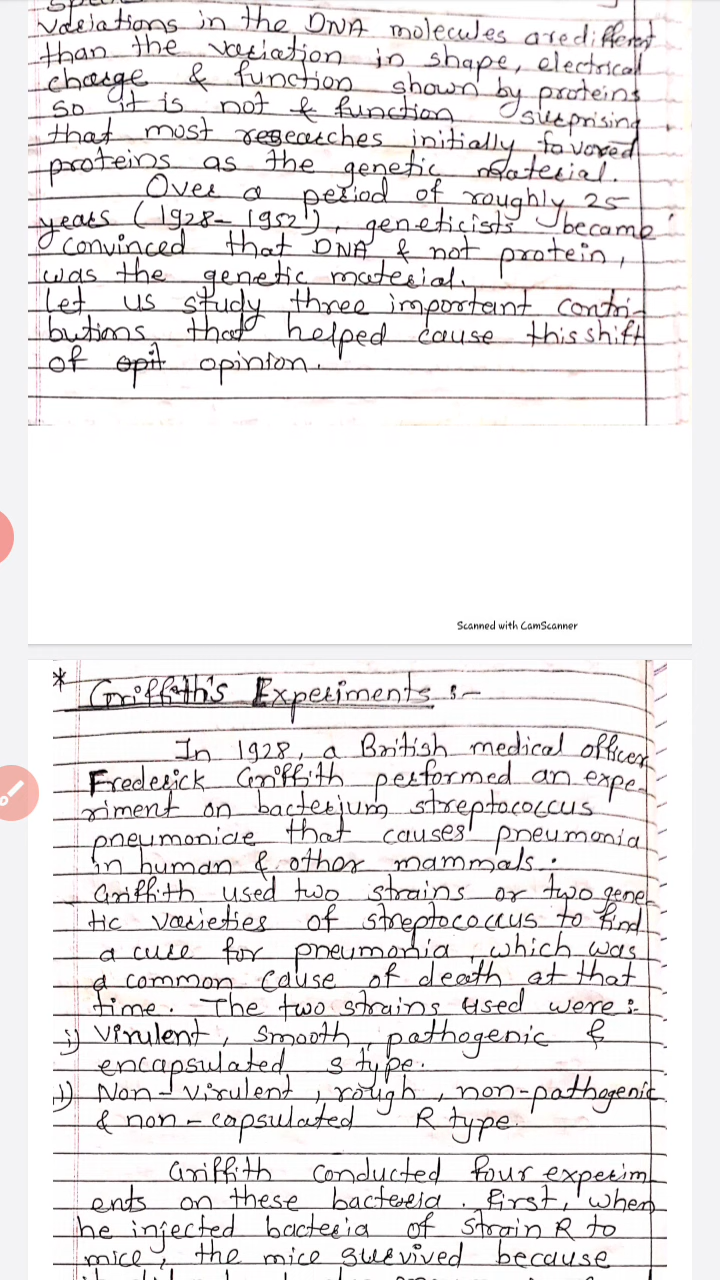 variations in the DNA molecules are different
than the variation in shape, electrical
charge & function shown by proteins
so it is not & function suprising
that most reseearches initially favored
proteins as the genetic material.
Over a period of roughly 25
years (1928-1952), geneticists became
convinced that DNA & not protein,
was the genetic material.
Let us study three important contri-
butions that helped cause this shift
of opit opinion.
Scanned with CamScanner
* Griffith's Experiments :-
In 1928, a British medical officer
Frederick Griffith performed an expe-
riment on bacterium streptococcus
pneumoniae that causes pneumonia
in human & other mammals.
Griffith used two strains or two gene-
tic varieties of streptococcus to find
a cure for pneumonia, which was
a common cause of death at that
time. The two strains used were :-
i) Virulent, smooth, pathogenic &
encapsulated S type.
Non-virulent, rough, non-pathogenic
& non-capsulated R type.
Griffith conducted four experim-
ents on these bacteria. First, when
he injected bacteria of strain R to
mice, the mice survived because